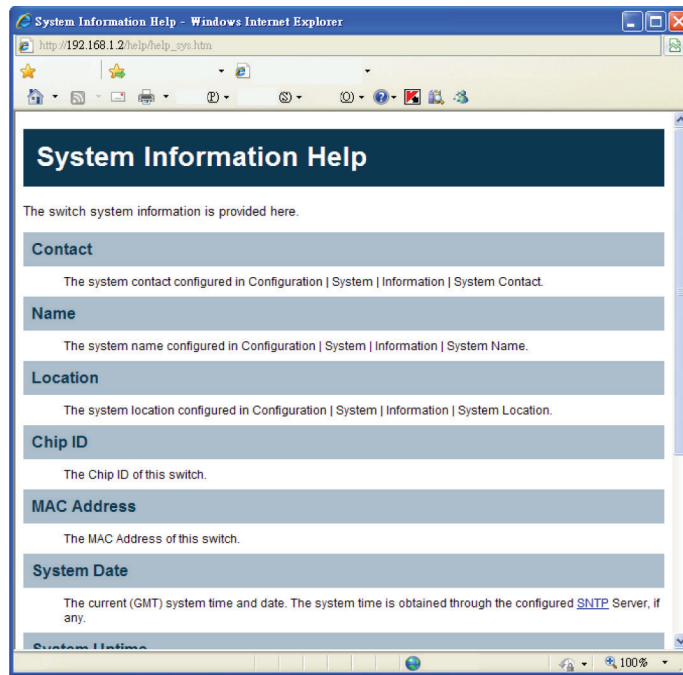 System Information Help - Windows Internet Explorer
http://192.168.1.2/help/help_sys.htm
(P)
(S)
(O)
System Information Help
The switch system information is provided here.
Contact
The system contact configured in Configuration | System | Information | System Contact.
Name
The system name configured in Configuration | System | Information | System Name.
Location
The system location configured in Configuration | System | Information | System Location.
Chip ID
The Chip ID of this switch.
MAC Address
The MAC Address of this switch.
System Date
The current (GMT) system time and date. The system time is obtained through the configured SNTP Server, if
any.
System Uptime
100%